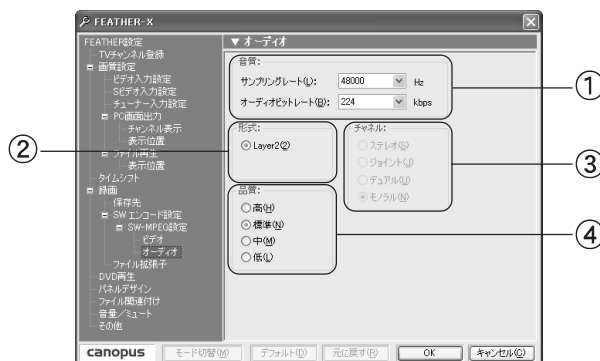 FEATHER-X
FEATHER設定
TVチャンネル登録
画質設定
ビデオ入力設定
Sビデオ入力設定
チューナー入力設定
PC画面出力
チャンネル表示
表示位置
ファイル再生
表示位置
タイムシフト
録画
保存先
SW エンコード設定
SW-MPEG設定
ビデオ
オーディオ
ファイル拡張子
DVD再生
パネルデザイン
ファイル関連付け
音量/ミュート
その他
▼ オーディオ
音質:
サンプリングレート(L): 48000 Hz
オーディオビットレート(B): 224 kbps
①
形式:
Layer2(2)
②
チャネル:
ステレオ(S)
ジョイント(J)
デュアル(U)
モノラル(N)
③
品質:
高(H)
標準(N)
中(M)
低(L)
④
canopus
モード切替(M)
デフォルト(D)
元に戻す(R)
OK
キャンセル(C)